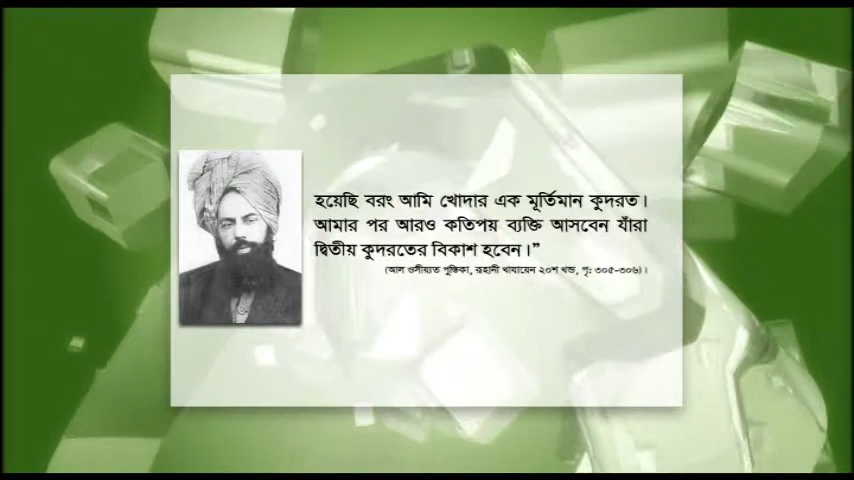 হয়েছি বরং আমি খোদার এক মূর্তিমান কুদরত।
আমার পর আরও কতিপয় ব্যক্তি আসবেন যাঁরা
দ্বিতীয় কুদরতের বিকাশ হবেন।”
(আল ওসীয়্যত পুস্তিকা, রূহানী খাযায়েন ২০শ খন্ড, পৃ: ৩০৫-৩০৬)।